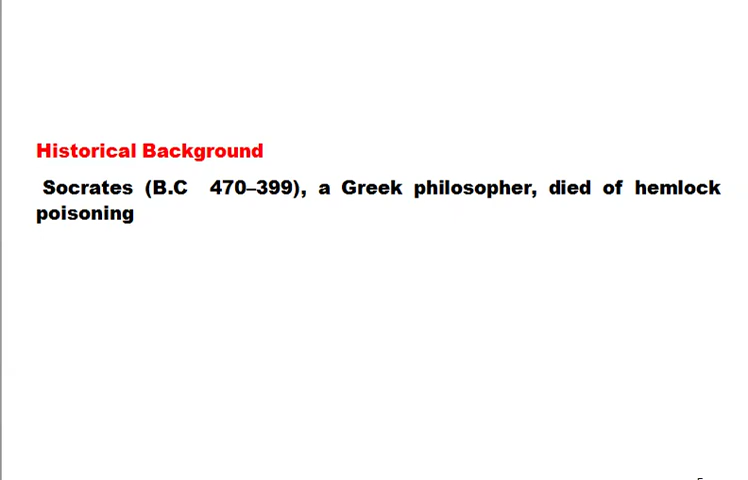 Historical Background
Socrates (B.C 470–399), a Greek philosopher, died of hemlock
poisoning